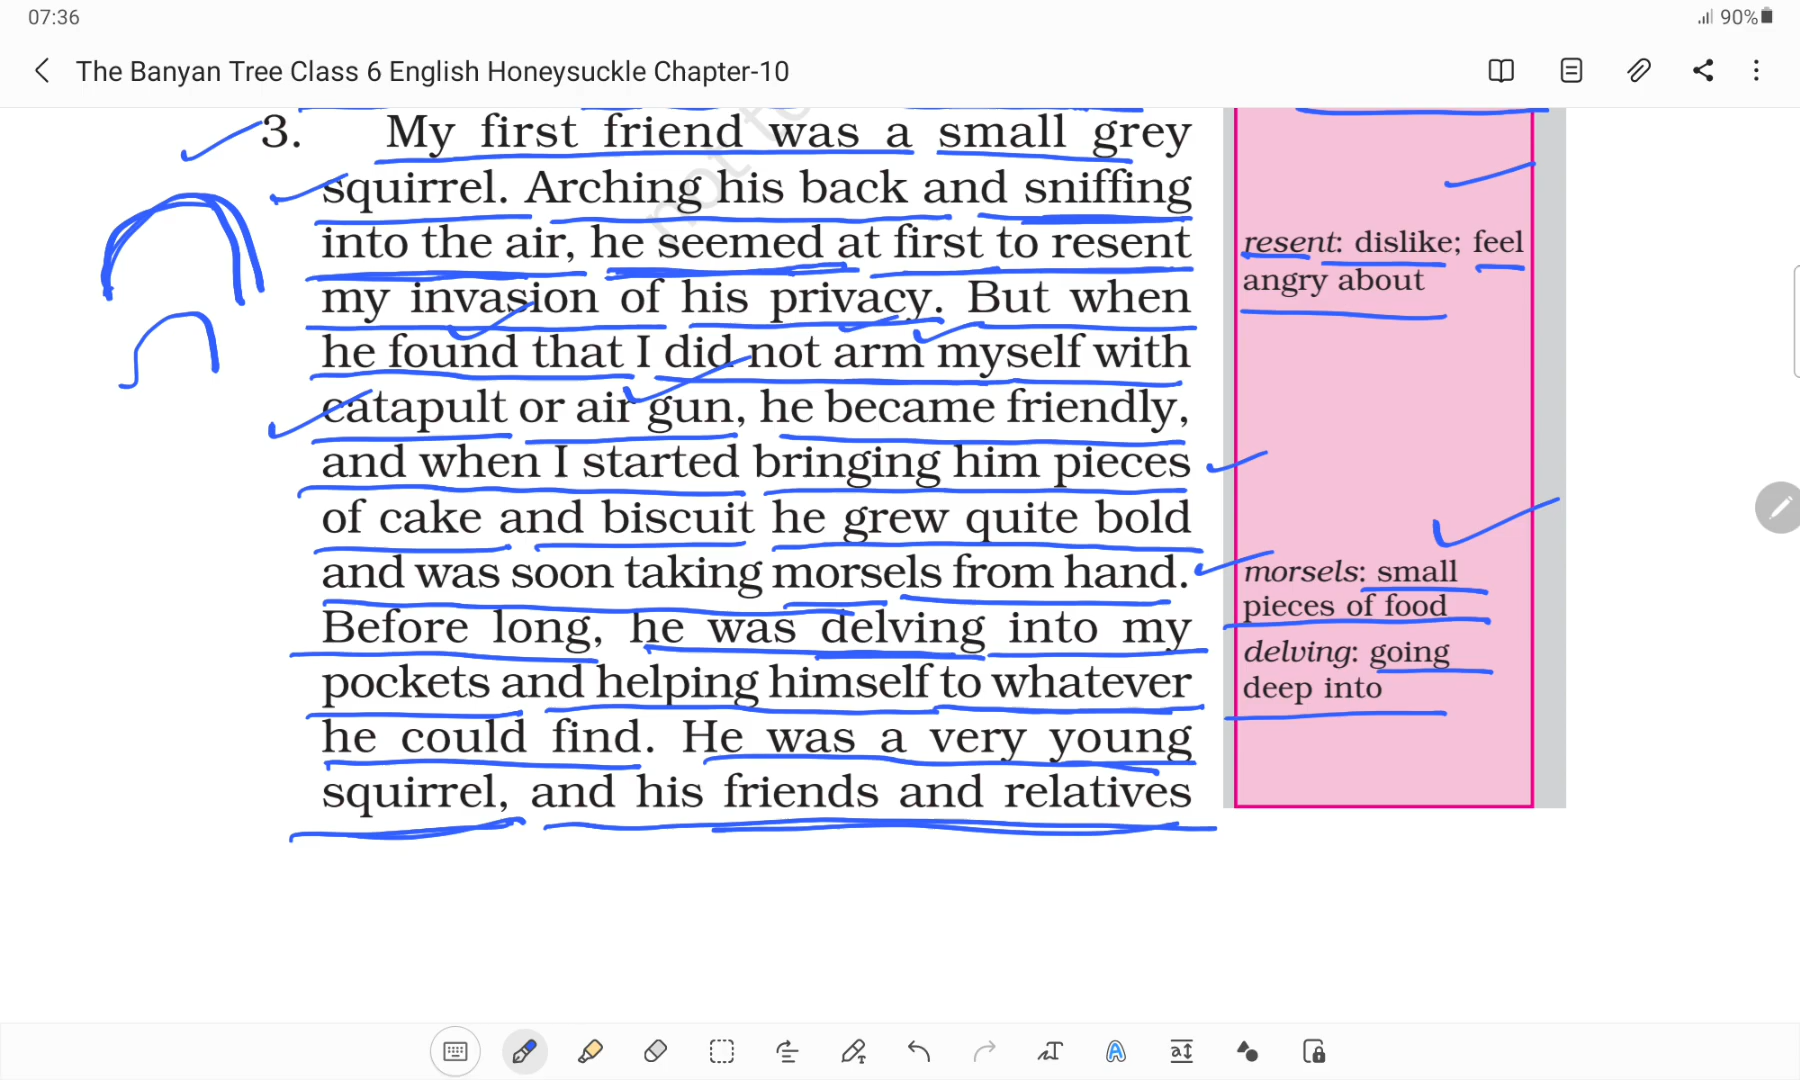 07:36
90%
The Banyan Tree Class 6 English Honeysuckle Chapter-10
3. My first friend was a small grey
squirrel. Arching his back and sniffing
into the air, he seemed at first to resent
my invasion of his privacy. But when
he found that I did not arm myself with
catapult or air gun, he became friendly,
and when I started bringing him pieces
of cake and biscuit he grew quite bold
and was soon taking morsels from hand.
Before long, he was delving into my
pockets and helping himself to whatever
he could find. He was a very young
squirrel, and his friends and relatives
resent: dislike; feel
angry about
morsels: small
pieces of food
delving: going
deep into
not